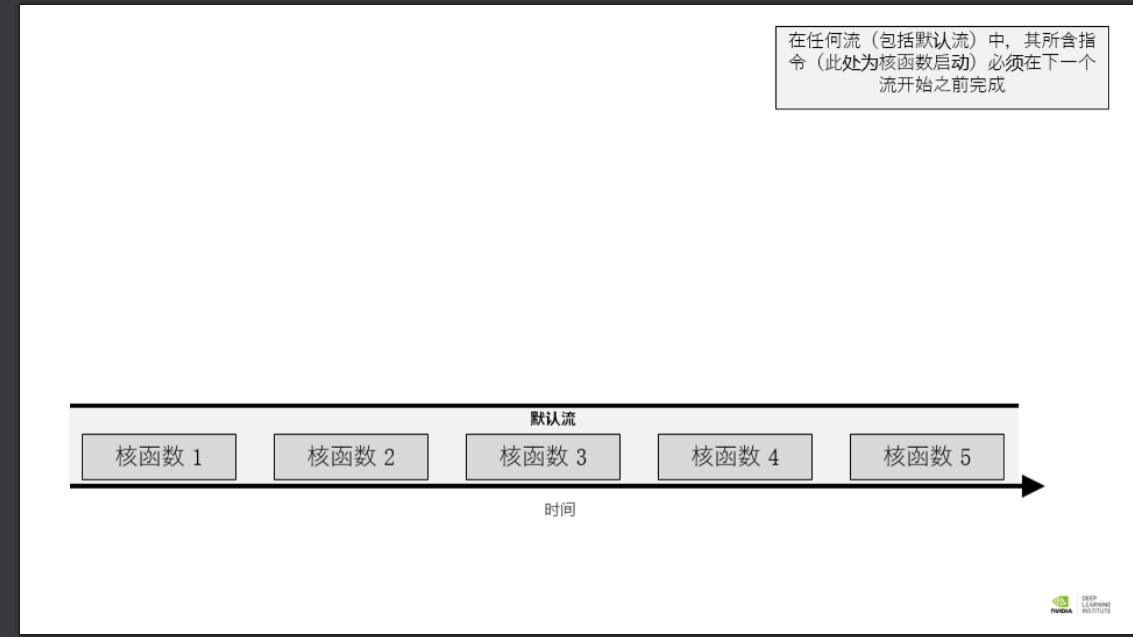 在任何流（包括默认流）中，其所含指
令（此处为核函数启动）必须在下一个
流开始之前完成
默认流
核函数 1
核函数 2
核函数 3
核函数 4
核函数 5
时间
NVIDIA
DEEP
LEARNING
INSTITUTE